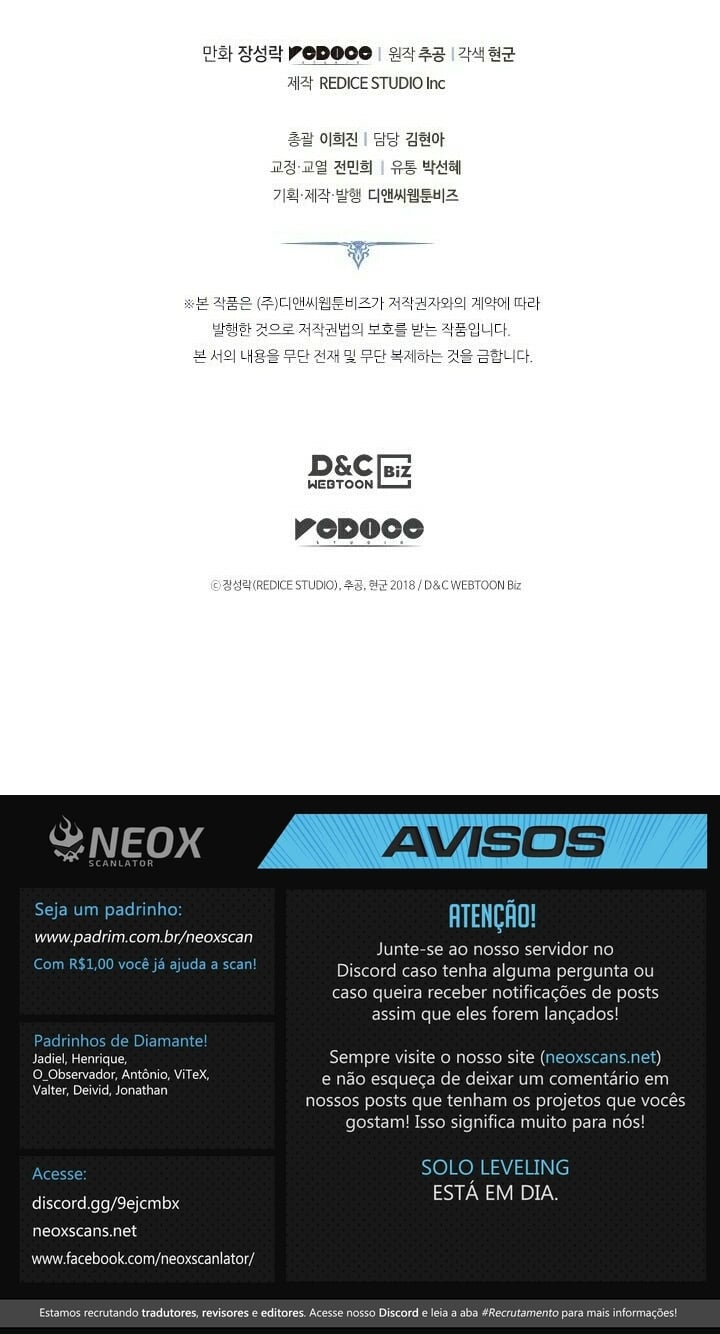 만화 장성락 REDICE STUDIO | 원작 추공 | 각색 현군
제작 REDICE STUDIO Inc
총괄 이희진 | 담당 김현아
교정·교열 전민희 | 유통 박선혜
기획·제작·발행 디앤씨웹툰비즈
※본 작품은 (주)디앤씨웹툰비즈가 저작권자와의 계약에 따라
발행한 것으로 저작권법의 보호를 받는 작품입니다.
본 서의 내용을 무단 전재 및 무단 복제하는 것을 금합니다.
D&C
WEBTOON BiZ
REDICE
STUDIO
ⓒ장성락(REDICE STUDIO), 추공, 현군 2018 / D&C WEBTOON Biz
NEOX
SCANLATOR
AVISOS
Seja um padrinho:
www.padrim.com.br/neoxscan
Com R$1,00 você já ajuda a scan!
Padrinhos de Diamante!
Jadiel, Henrique,
O_Observador, Antônio, ViTeX,
Valter, Deivid, Jonathan
Acesse:
discord.gg/9ejcmbx
neoxscans.net
www.facebook.com/neoxscanlator/
ATENÇÃO!
Junte-se ao nosso servidor no
Discord caso tenha alguma pergunta ou
caso queira receber notificações de posts
assim que eles forem lançados!
Sempre visite o nosso site (neoxscans.net)
e não esqueça de deixar um comentário em
nossos posts que tenham os projetos que vocês
gostam! Isso significa muito para nós!
SOLO LEVELING
ESTÁ EM DIA.
Estamos recrutando tradutores, revisores e editores. Acesse nosso Discord e leia a aba #Recrutamento para mais informações!